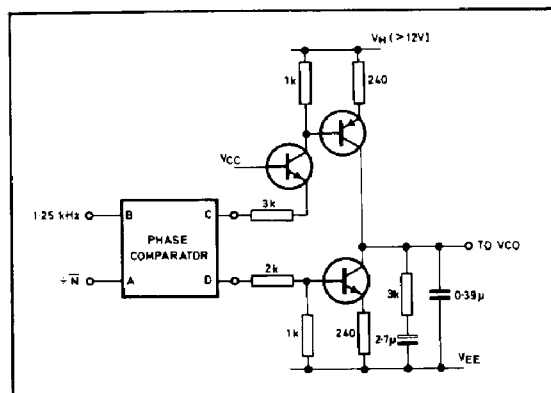 VH (>12V)
1k
240
VCC
3k
1·25 kHz
B
C
PHASE
COMPARATOR
÷N
A
D
2k
TO VCO
1k
240
3k
0·39µ
2·7µ
VEE